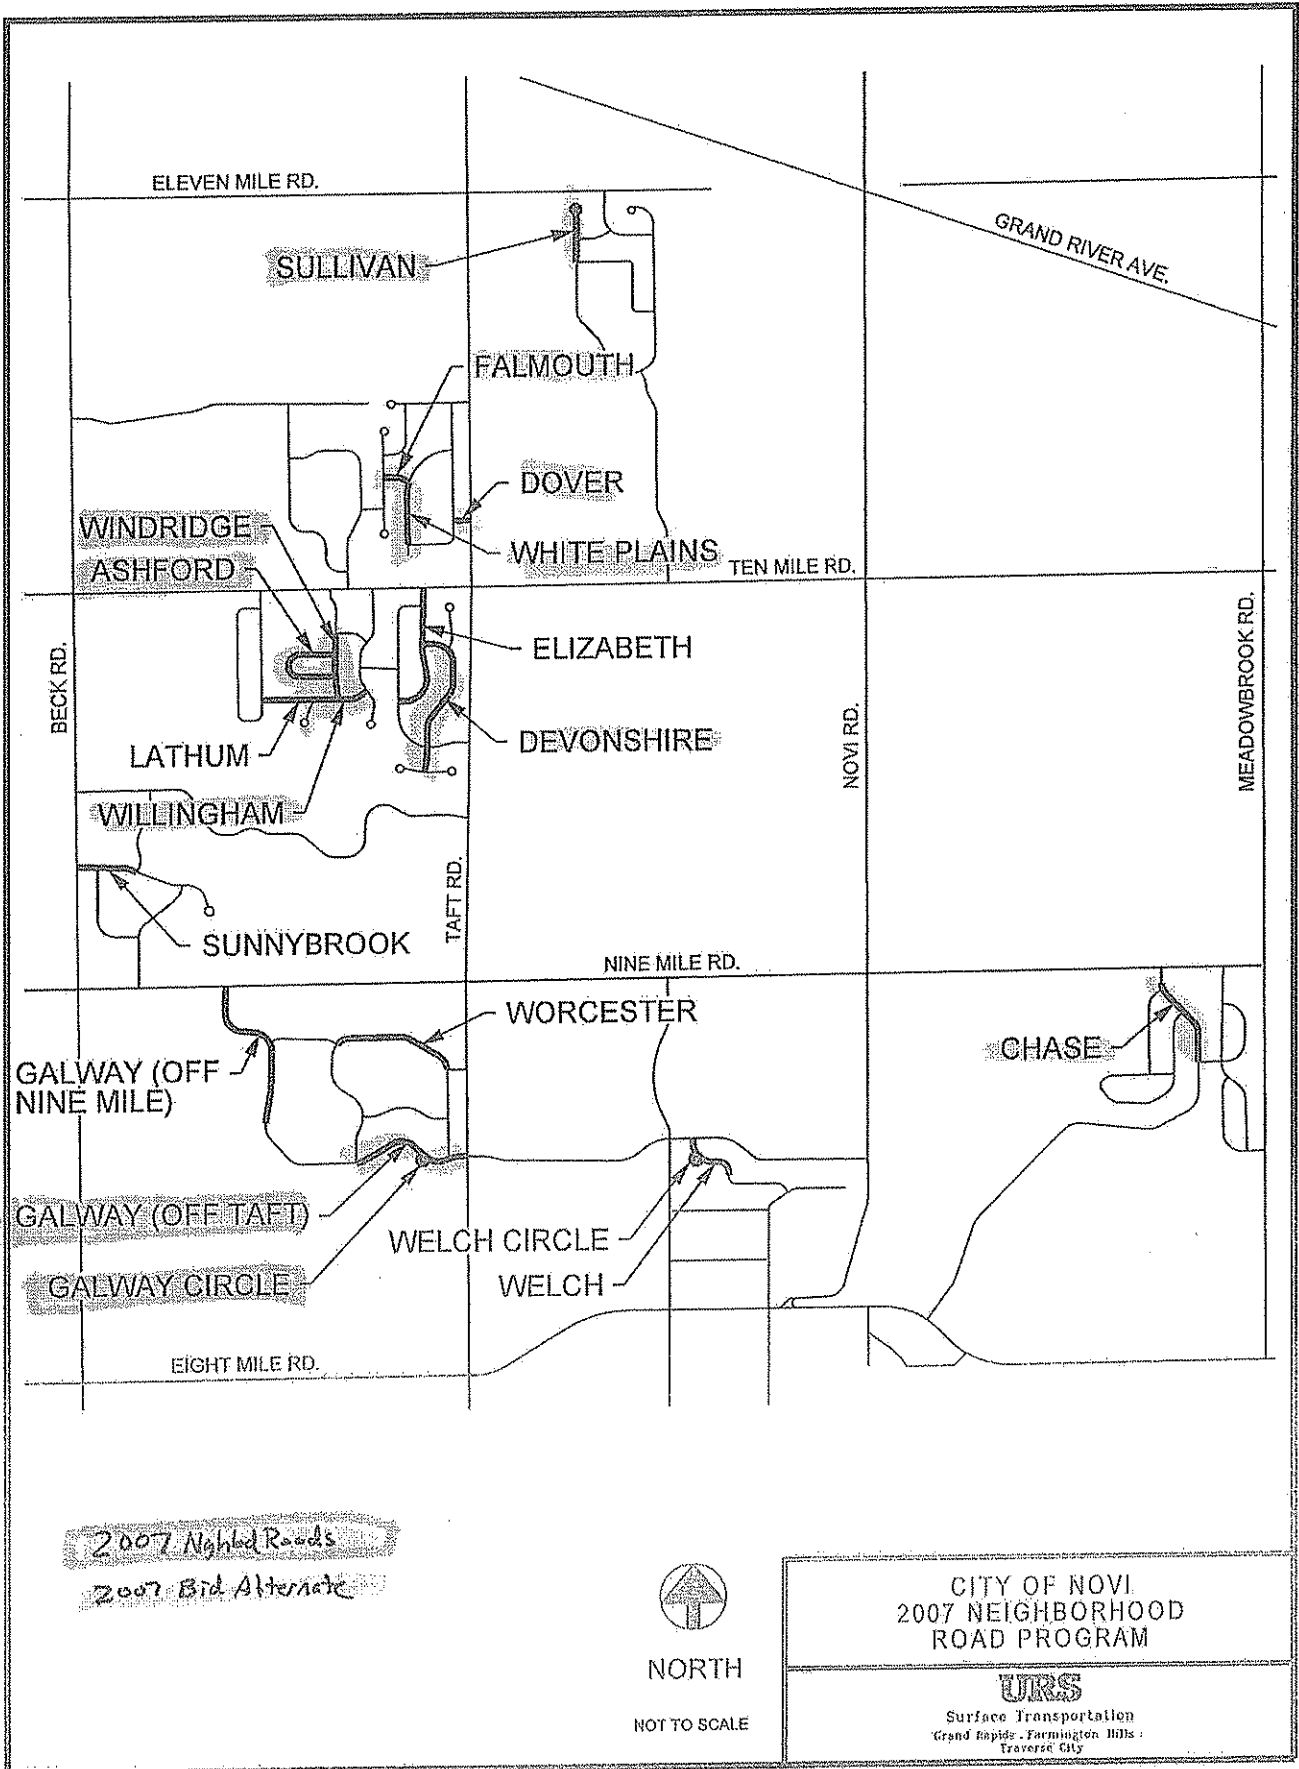 ELEVEN MILE RD.
GRAND RIVER AVE.
SULLIVAN
FALMOUTH
DOVER
WINDRIDGE
WHITE PLAINS
ASHFORD
TEN MILE RD.
BECK RD.
ELIZABETH
MEADOWBROOK RD.
NOVI RD.
LATHUM
DEVONSHIRE
WILLINGHAM
TAFT RD.
SUNNYBROOK
NINE MILE RD.
WORCESTER
CHASE
GALWAY (OFF
NINE MILE)
GALWAY (OFF TAFT)
WELCH CIRCLE
GALWAY CIRCLE
WELCH
EIGHT MILE RD.
2007 Nghbd Roads
2007 Bid Alternate
NORTH
NOT TO SCALE
CITY OF NOVI
2007 NEIGHBORHOOD
ROAD PROGRAM
URS
Surface Transportation
Grand Rapids . Farmington Hills .
Traverse City